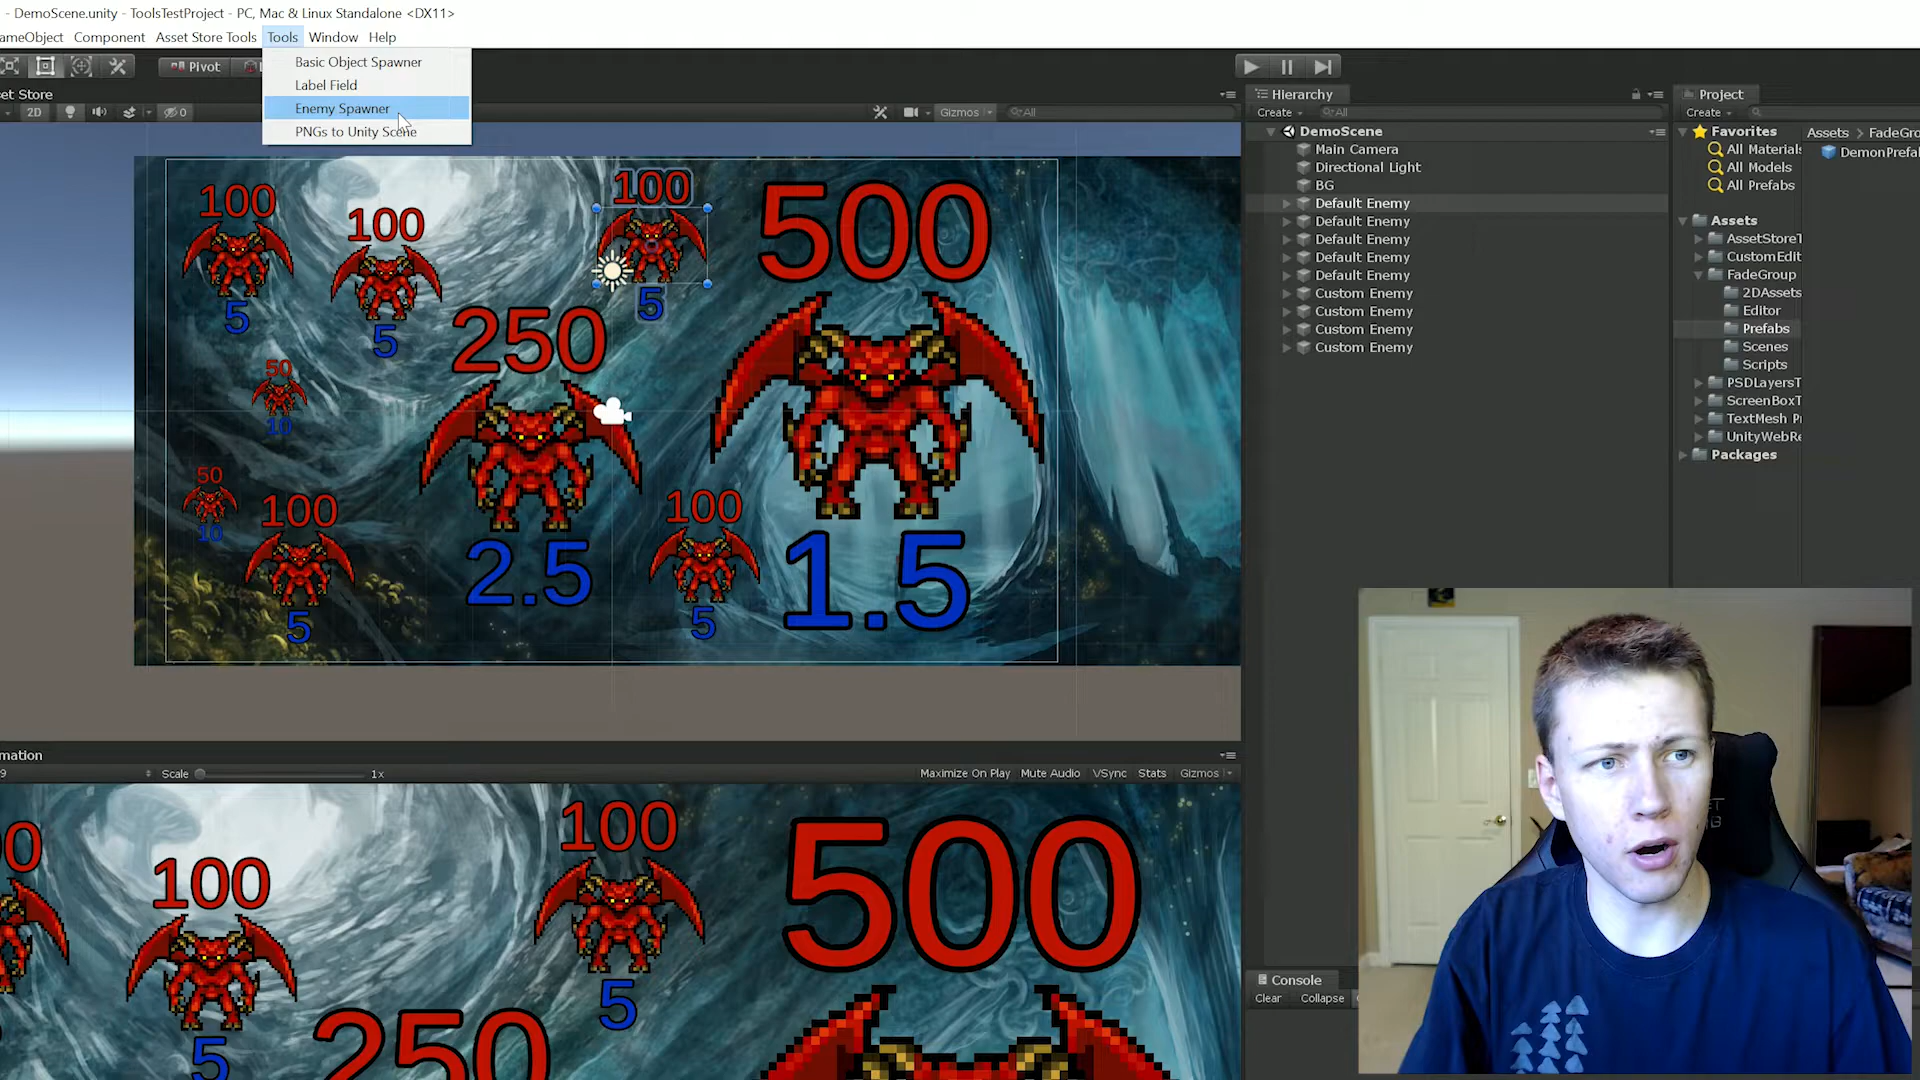 - DemoScene.unity - ToolsTestProject - PC, Mac & Linux Standalone <DX11>
ameObject Component Asset Store Tools Tools Window Help
Pivot
Basic Object Spawner
Label Field
Enemy Spawner
PNGs to Unity Scene
et Store
2D 0 Gizmos All
100
100
100
500
5
5
5
250
50
10
50
100
100
2.5
1.5
10
5
5
Hierarchy
Create All
DemoScene
Main Camera
Directional Light
BG
Default Enemy
Default Enemy
Default Enemy
Default Enemy
Default Enemy
Custom Enemy
Custom Enemy
Custom Enemy
Custom Enemy
Project
Create
Favorites
All Materials
All Models
All Prefabs
Assets
AssetStoreT
CustomEdit
FadeGroup
2DAssets
Editor
Prefabs
Scenes
Scripts
PSDLayersT
ScreenBoxT
TextMesh Pr
UnityWebRe
Packages
Assets > FadeGro
DemonPrefa
mation
9 Scale 1x Maximize On Play Mute Audio VSync Stats Gizmos
00
100
100
500
5
5
250
Console
Clear Collapse